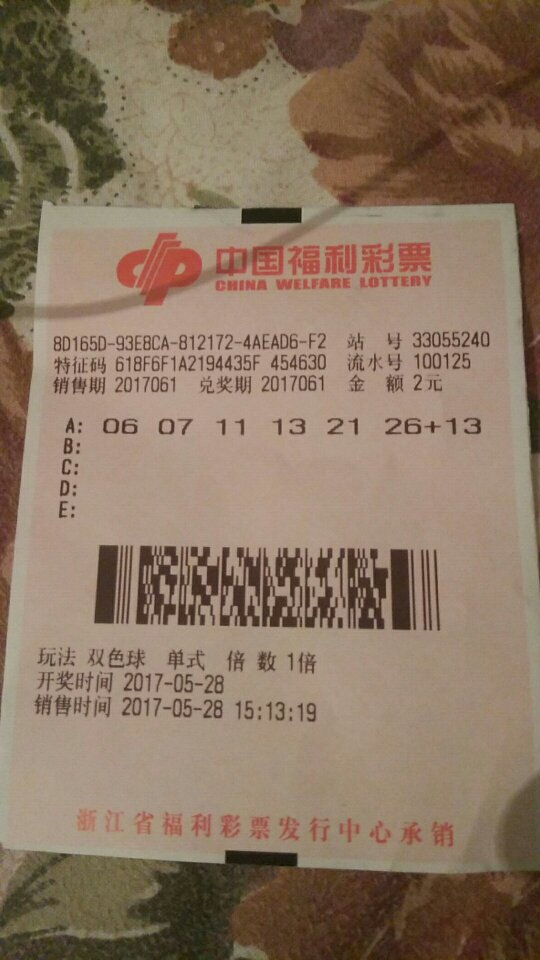 中国福利彩票
CHINA WELFARE LOTTERY
8D165D-93E8CA-812172-4AEAD6-F2 站 号 33055240
特征码 618F6F1A2194435F 454630 流水号 100125
销售期 2017061 兑奖期 2017061 金 额 2元
A: 06 07 11 13 21 26+13
B:
C:
D:
E:
玩法 双色球 单式 倍 数 1倍
开奖时间 2017-05-28
销售时间 2017-05-28 15:13:19
浙江省福利彩票发行中心承销